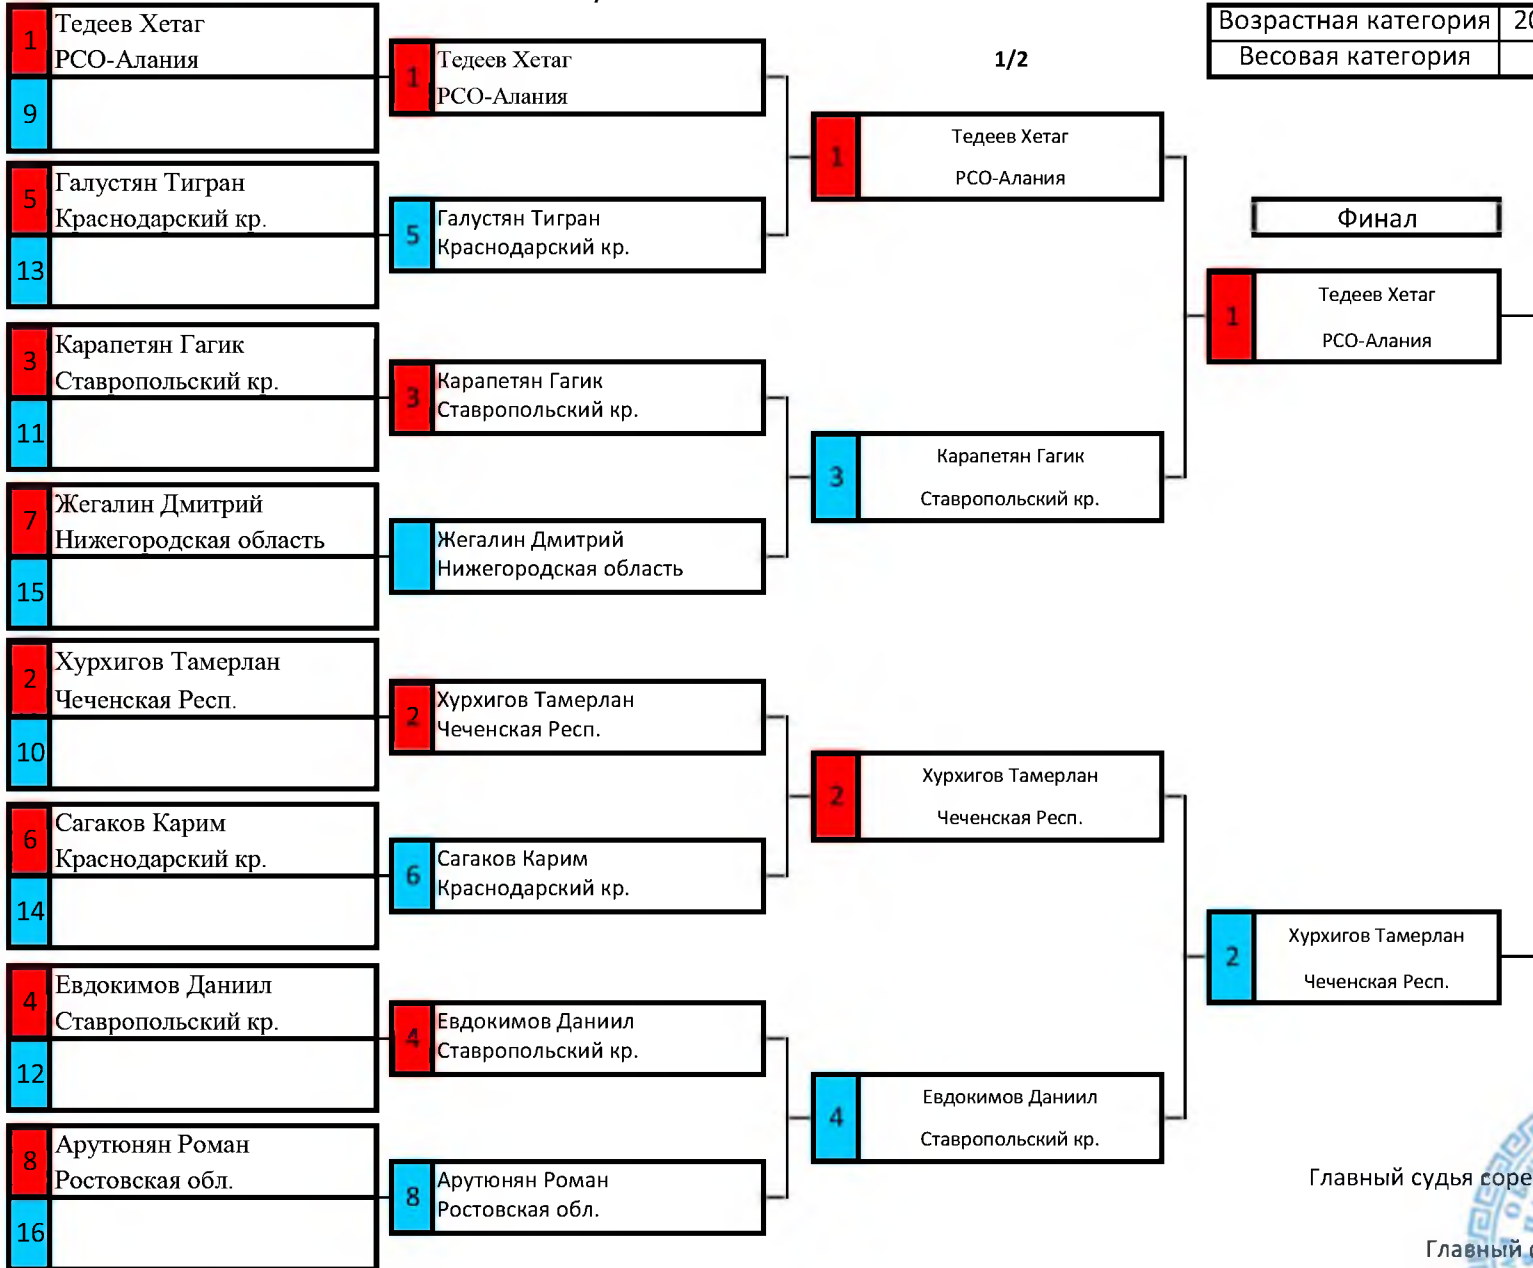 1
Тедеев Хетаг
РСО-Алания
9
5
Галустян Тигран
Краснодарский кр.
13
3
Карапетян Гагик
Ставропольский кр.
11
7
Жегалин Дмитрий
Нижегородская область
15
2
Хурхигов Тамерлан
Чеченская Респ.
10
6
Сагаков Карим
Краснодарский кр.
14
4
Евдокимов Даниил
Ставропольский кр.
12
8
Арутюнян Роман
Ростовская обл.
16
1
Тедеев Хетаг
РСО-Алания
5
Галустян Тигран
Краснодарский кр.
3
Карапетян Гагик
Ставропольский кр.
Жегалин Дмитрий
Нижегородская область
2
Хурхигов Тамерлан
Чеченская Респ.
6
Сагаков Карим
Краснодарский кр.
4
Евдокимов Даниил
Ставропольский кр.
8
Арутюнян Роман
Ростовская обл.
1/2
1
Тедеев Хетаг
РСО-Алания
3
Карапетян Гагик
Ставропольский кр.
2
Хурхигов Тамерлан
Чеченская Респ.
4
Евдокимов Даниил
Ставропольский кр.
Возрастная категория 20
Весовая категория
Финал
1
Тедеев Хетаг
РСО-Алания
2
Хурхигов Тамерлан
Чеченская Респ.
Главный судья соре
Главный